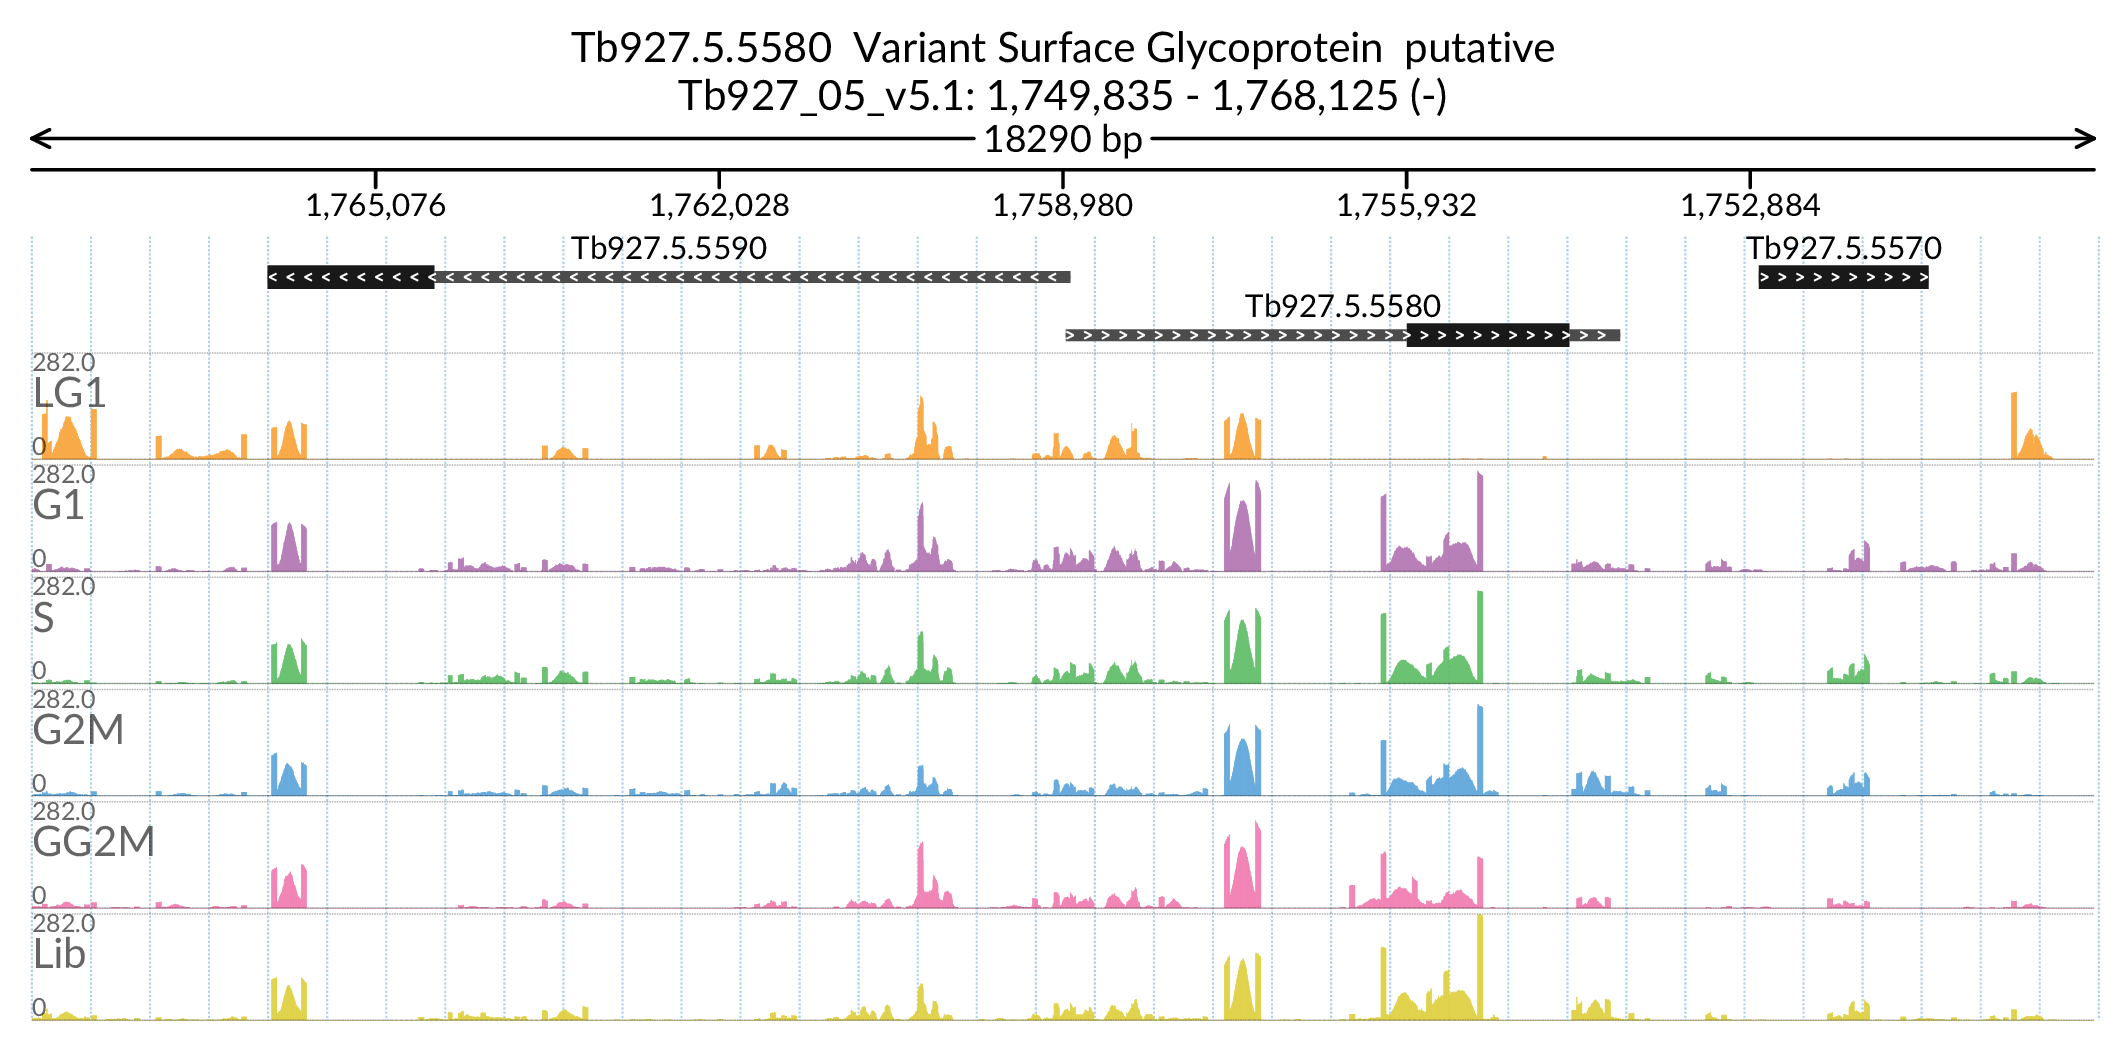 Tb927.5.5580  Variant Surface Glycoprotein  putative
Tb927_05_v5.1: 1,749,835 - 1,768,125 (-)
18290 bp
1,765,076 1,762,028 1,758,980 1,755,932 1,752,884
Tb927.5.5590 Tb927.5.5570
Tb927.5.5580
282.0
LG1
0
282.0
G1
0
282.0
S
0
282.0
G2M
0
282.0
GG2M
0
282.0
Lib
0